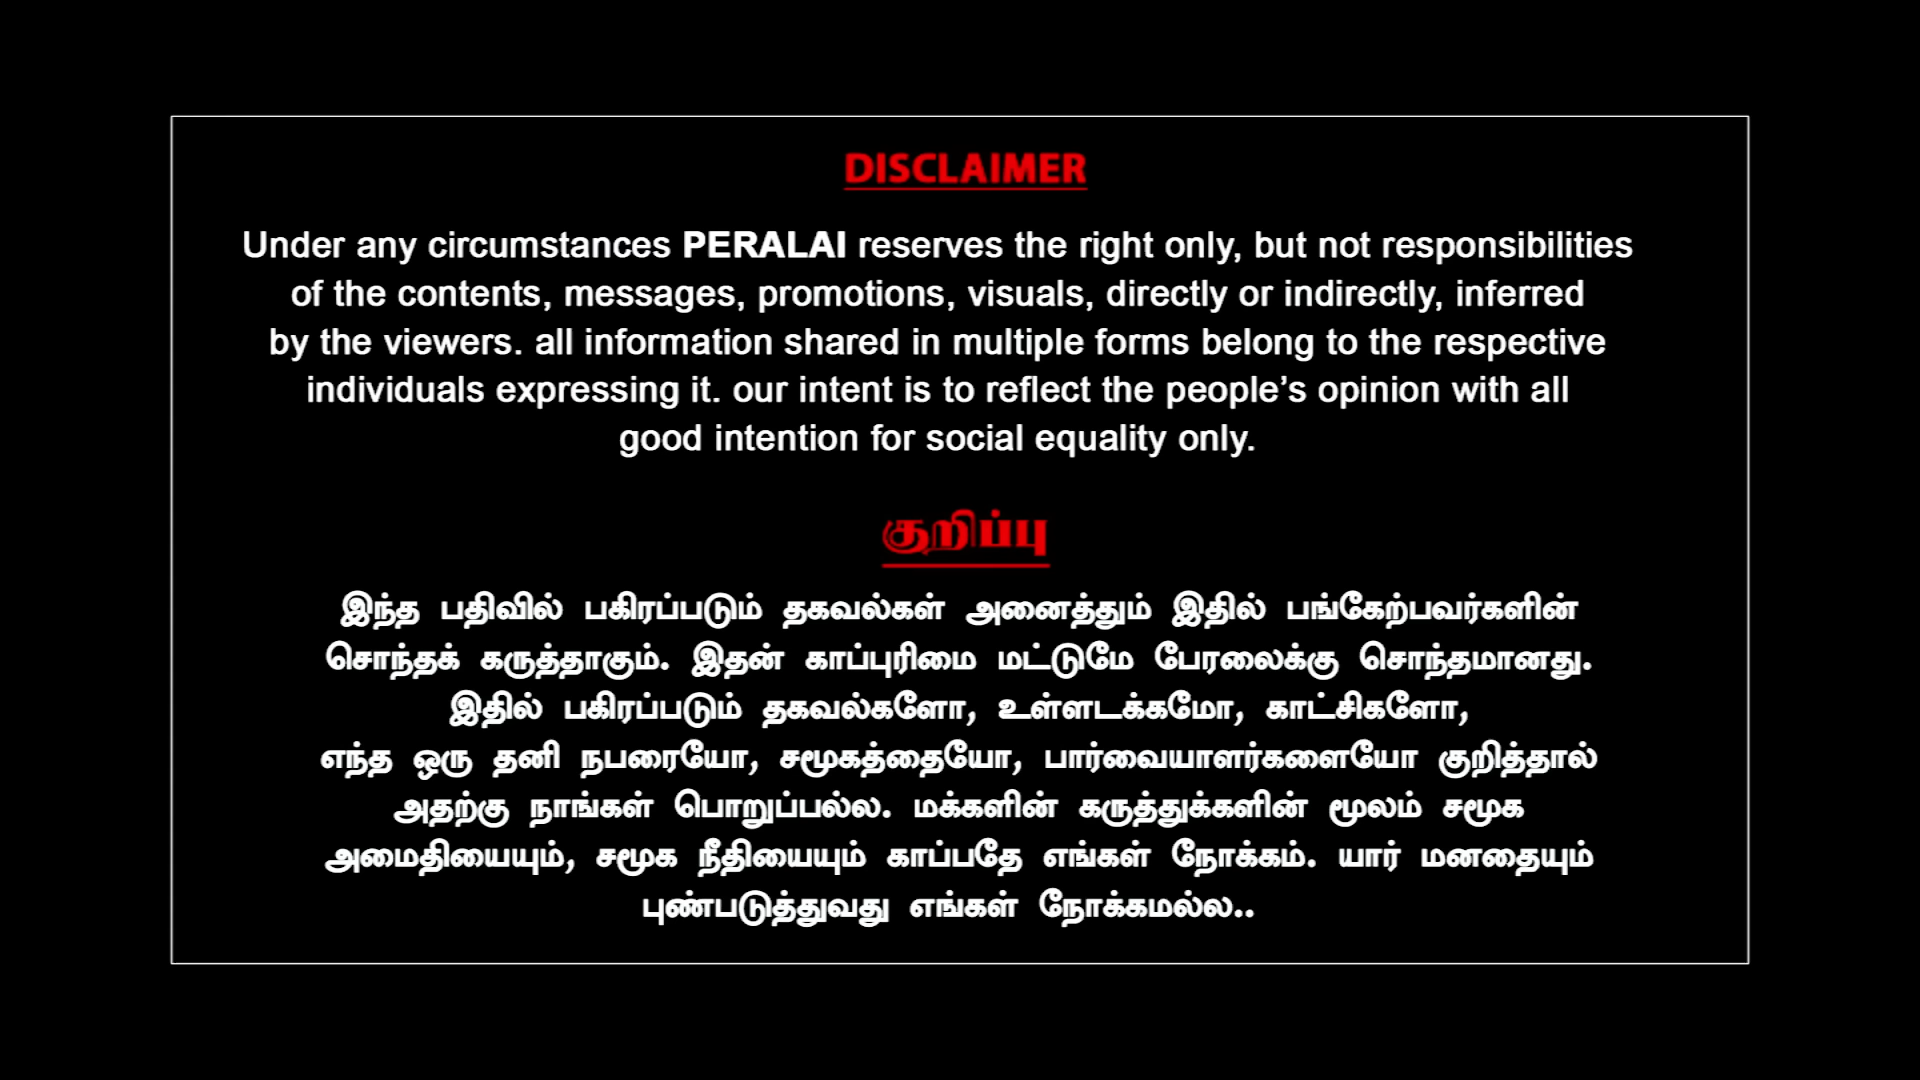 DISCLAIMER
Under any circumstances PERALAI reserves the right only, but not responsibilities
of the contents, messages, promotions, visuals, directly or indirectly, inferred
by the viewers. all information shared in multiple forms belong to the respective
individuals expressing it. our intent is to reflect the people’s opinion with all
good intention for social equality only.
குறிப்பு
இந்த பதிவில் பகிரப்படும் தகவல்கள் அனைத்தும் இதில் பங்கேற்பவர்களின்
சொந்தக் கருத்தாகும். இதன் காப்புரிமை மட்டுமே பேரலைக்கு சொந்தமானது.
இதில் பகிரப்படும் தகவல்களோ, உள்ளடக்கமோ, காட்சிகளோ,
எந்த ஒரு தனி நபரையோ, சமூகத்தையோ, பார்வையாளர்களையோ குறித்தால்
அதற்கு நாங்கள் பொறுப்பல்ல. மக்களின் கருத்துக்களின் மூலம் சமூக
அமைதியையும், சமூக நீதியையும் காப்பதே எங்கள் நோக்கம். யார் மனதையும்
புண்படுத்துவது எங்கள் நோக்கமல்ல..